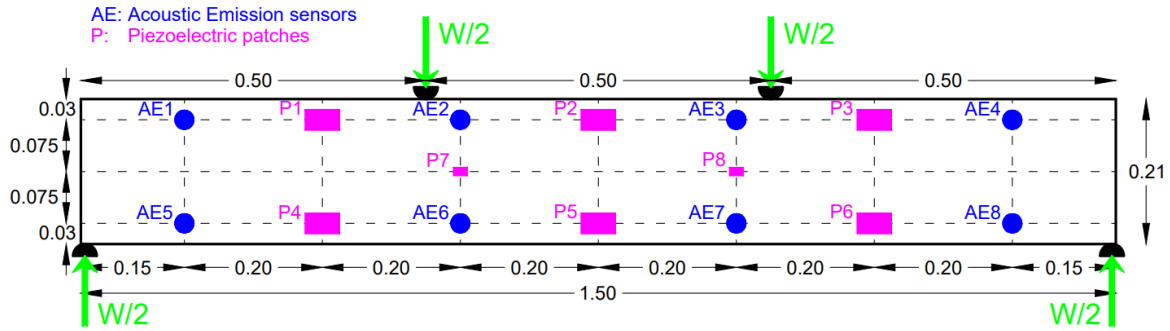 AE: Acoustic Emission sensors
P: Piezoelectric patches
W/2 W/2
0.50 0.50 0.50
0.03 AE1 P1 AE2 P2 AE3 P3 AE4
0.075 P7 P8 0.21
0.075 AE5 P4 AE6 P5 AE7 P6 AE8
0.03
0.15 0.20 0.20 0.20 0.20 0.20 0.20 0.15
1.50
W/2 W/2